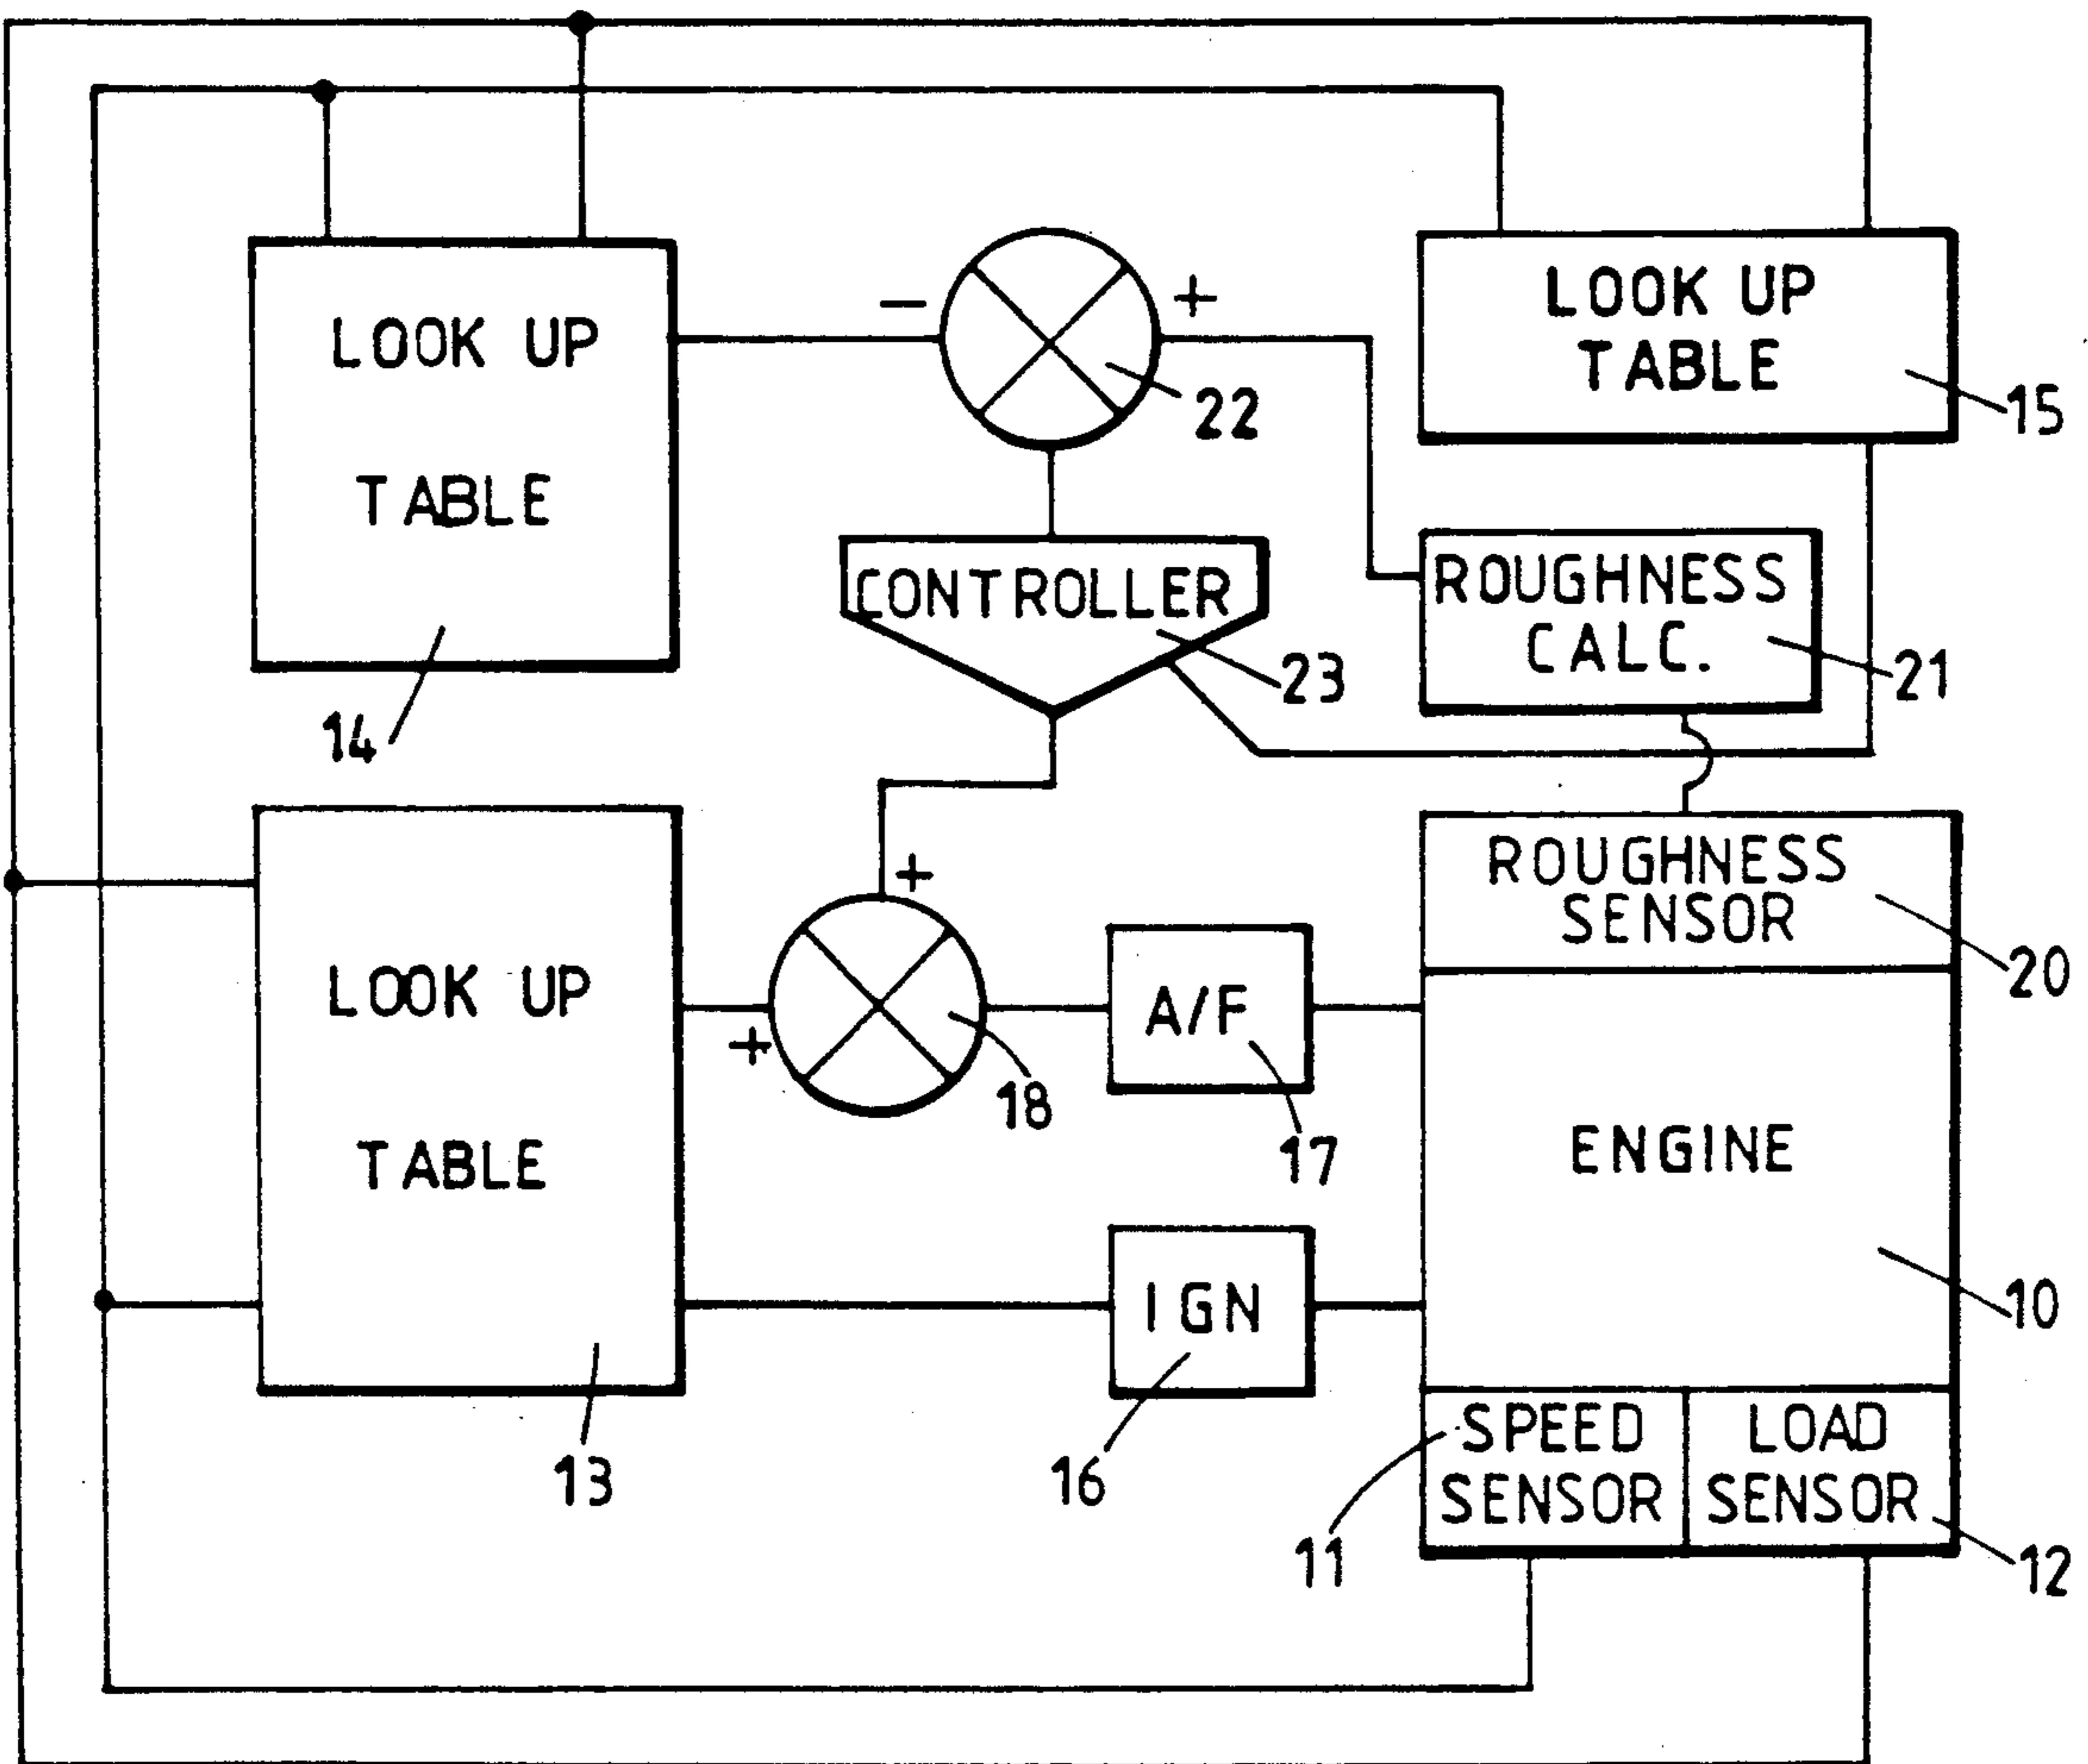 LOOK UP
TABLE
14
−
+
22
LOOK UP
TABLE
15
CONTROLLER
23
ROUGHNESS
CALC.
21
LOOK UP
TABLE
13
+
+
18
A/F
17
IGN
16
ROUGHNESS
SENSOR
20
ENGINE
10
SPEED
SENSOR
11
LOAD
SENSOR
12